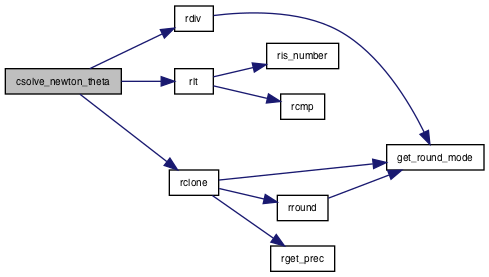 rdiv
ris_number
csolve_newton_theta
rlt
rcmp
get_round_mode
rclone
rround
rget_prec